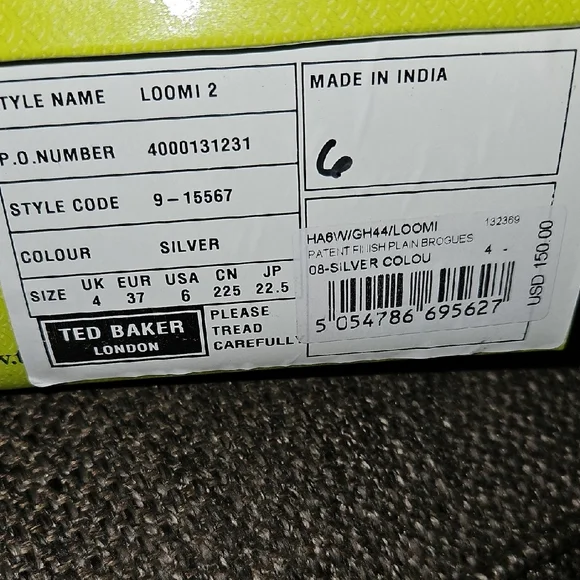 STYLE NAME LOOMI 2
P.O.NUMBER 4000131231
STYLE CODE 9-15567
COLOUR SILVER
SIZE UK 4 EUR 37 USA 6 CN 225 JP 22.5
TED BAKER
LONDON
PLEASE
TREAD
CAREFULLY
MADE IN INDIA
6
HA6W/GH44/LOOMI 132369
PATENT FINISH PLAIN BROGUES
08-SILVER COLOU 4 -
5 054786 695627
USD 150.00